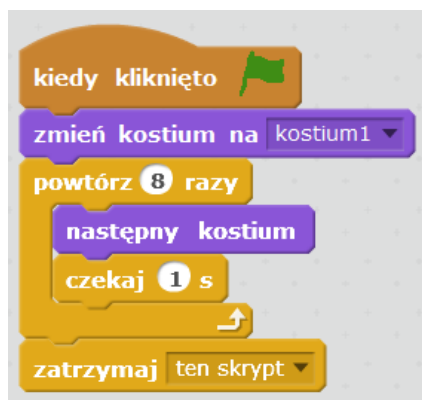 kiedy kliknięto
zmień kostium na kostium1
powtórz 8 razy
następny kostium
czekaj 1 s
zatrzymaj ten skrypt